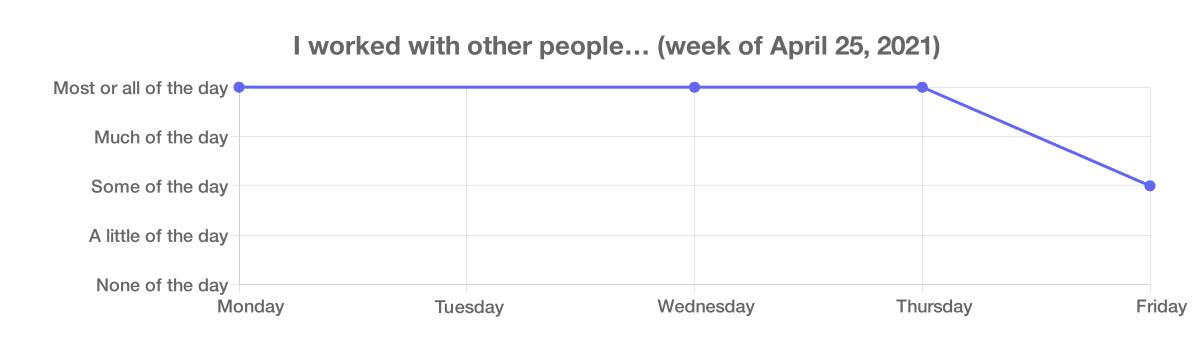 I worked with other people… (week of April 25, 2021)
Most or all of the day
Much of the day
Some of the day
A little of the day
None of the day
Monday
Tuesday
Wednesday
Thursday
Friday